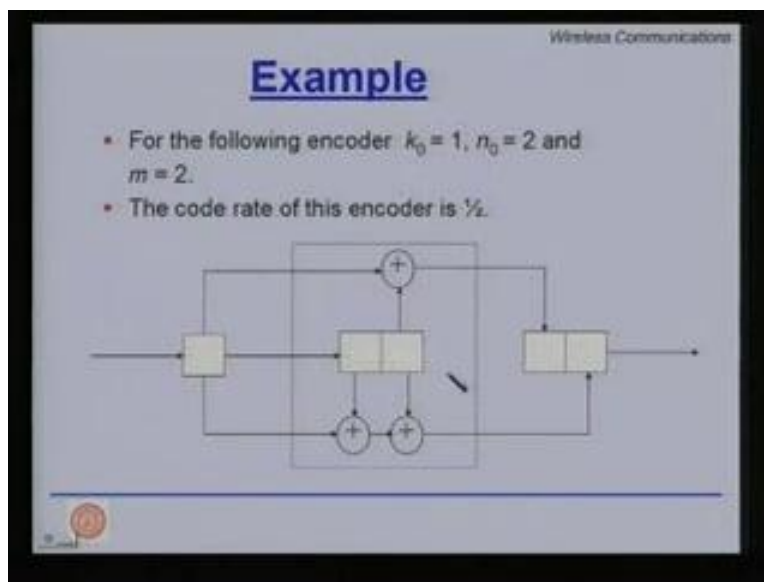 Wireless Communications
Example
• For the following encoder k₀ = 1, n₀ = 2 and
m = 2.
• The code rate of this encoder is ½.
+
+ +